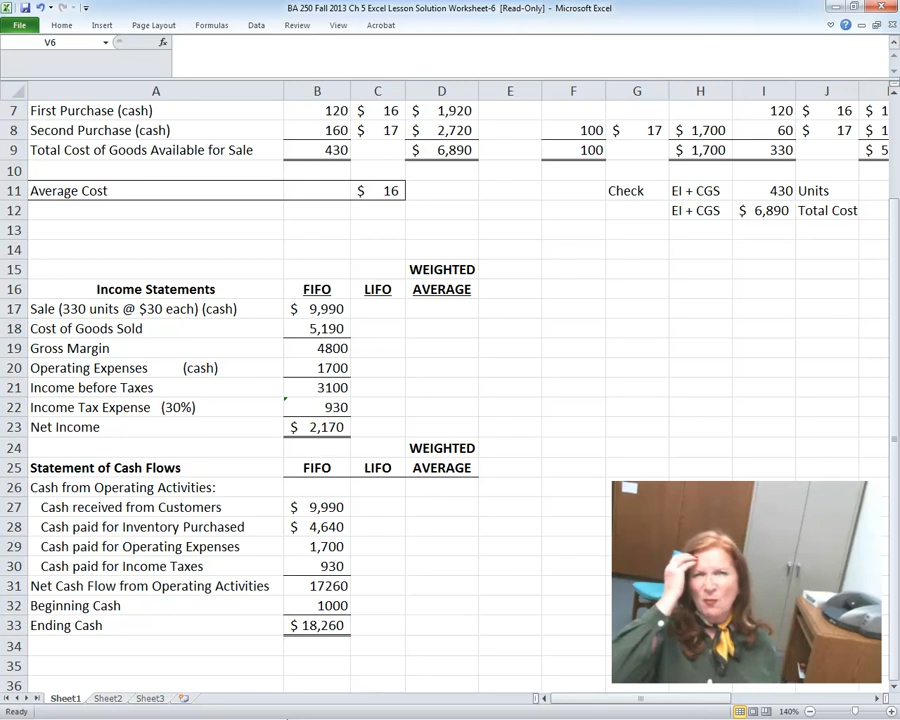 BA 250 Fall 2013 Ch 5 Excel Lesson Solution Worksheet-6 [Read-Only] - Microsoft Excel
File Home Insert Page Layout Formulas Data Review View Acrobat
V6 fx
A B C D E F G H I J
7 First Purchase (cash) 120 $ 16 $ 1,920 120 $ 16 $ 1
8 Second Purchase (cash) 160 $ 17 $ 2,720 100 $ 17 $ 1,700 60 $ 17 $ 1
9 Total Cost of Goods Available for Sale 430 $ 6,890 100 $ 1,700 330 $ 5
10
11 Average Cost $ 16 Check EI + CGS 430 Units
12 EI + CGS $ 6,890 Total Cost
13
14
15 WEIGHTED
16 Income Statements FIFO LIFO AVERAGE
17 Sale (330 units @ $30 each) (cash) $ 9,990
18 Cost of Goods Sold 5,190
19 Gross Margin 4800
20 Operating Expenses (cash) 1700
21 Income before Taxes 3100
22 Income Tax Expense (30%) 930
23 Net Income $ 2,170
24 WEIGHTED
25 Statement of Cash Flows FIFO LIFO AVERAGE
26 Cash from Operating Activities:
27 Cash received from Customers $ 9,990
28 Cash paid for Inventory Purchased $ 4,640
29 Cash paid for Operating Expenses 1,700
30 Cash paid for Income Taxes 930
31 Net Cash Flow from Operating Activities 17260
32 Beginning Cash 1000
33 Ending Cash $ 18,260
34
35
36
Sheet1 Sheet2 Sheet3
Ready 140%